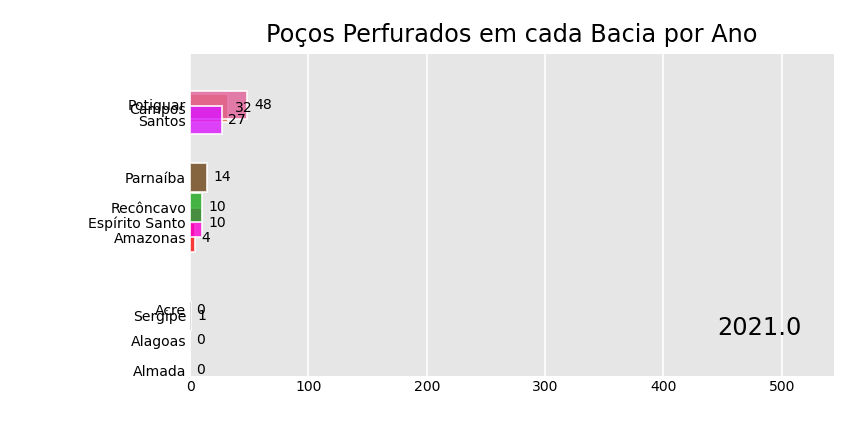 Poços Perfurados em cada Bacia por Ano
Potiguar 48
Campos 32
Santos 27
Parnaíba 14
Recôncavo 10
Espírito Santo 10
Amazonas 4
Acre 0
Sergipe 1
2021.0
Alagoas 0
Almada 0
0 100 200 300 400 500